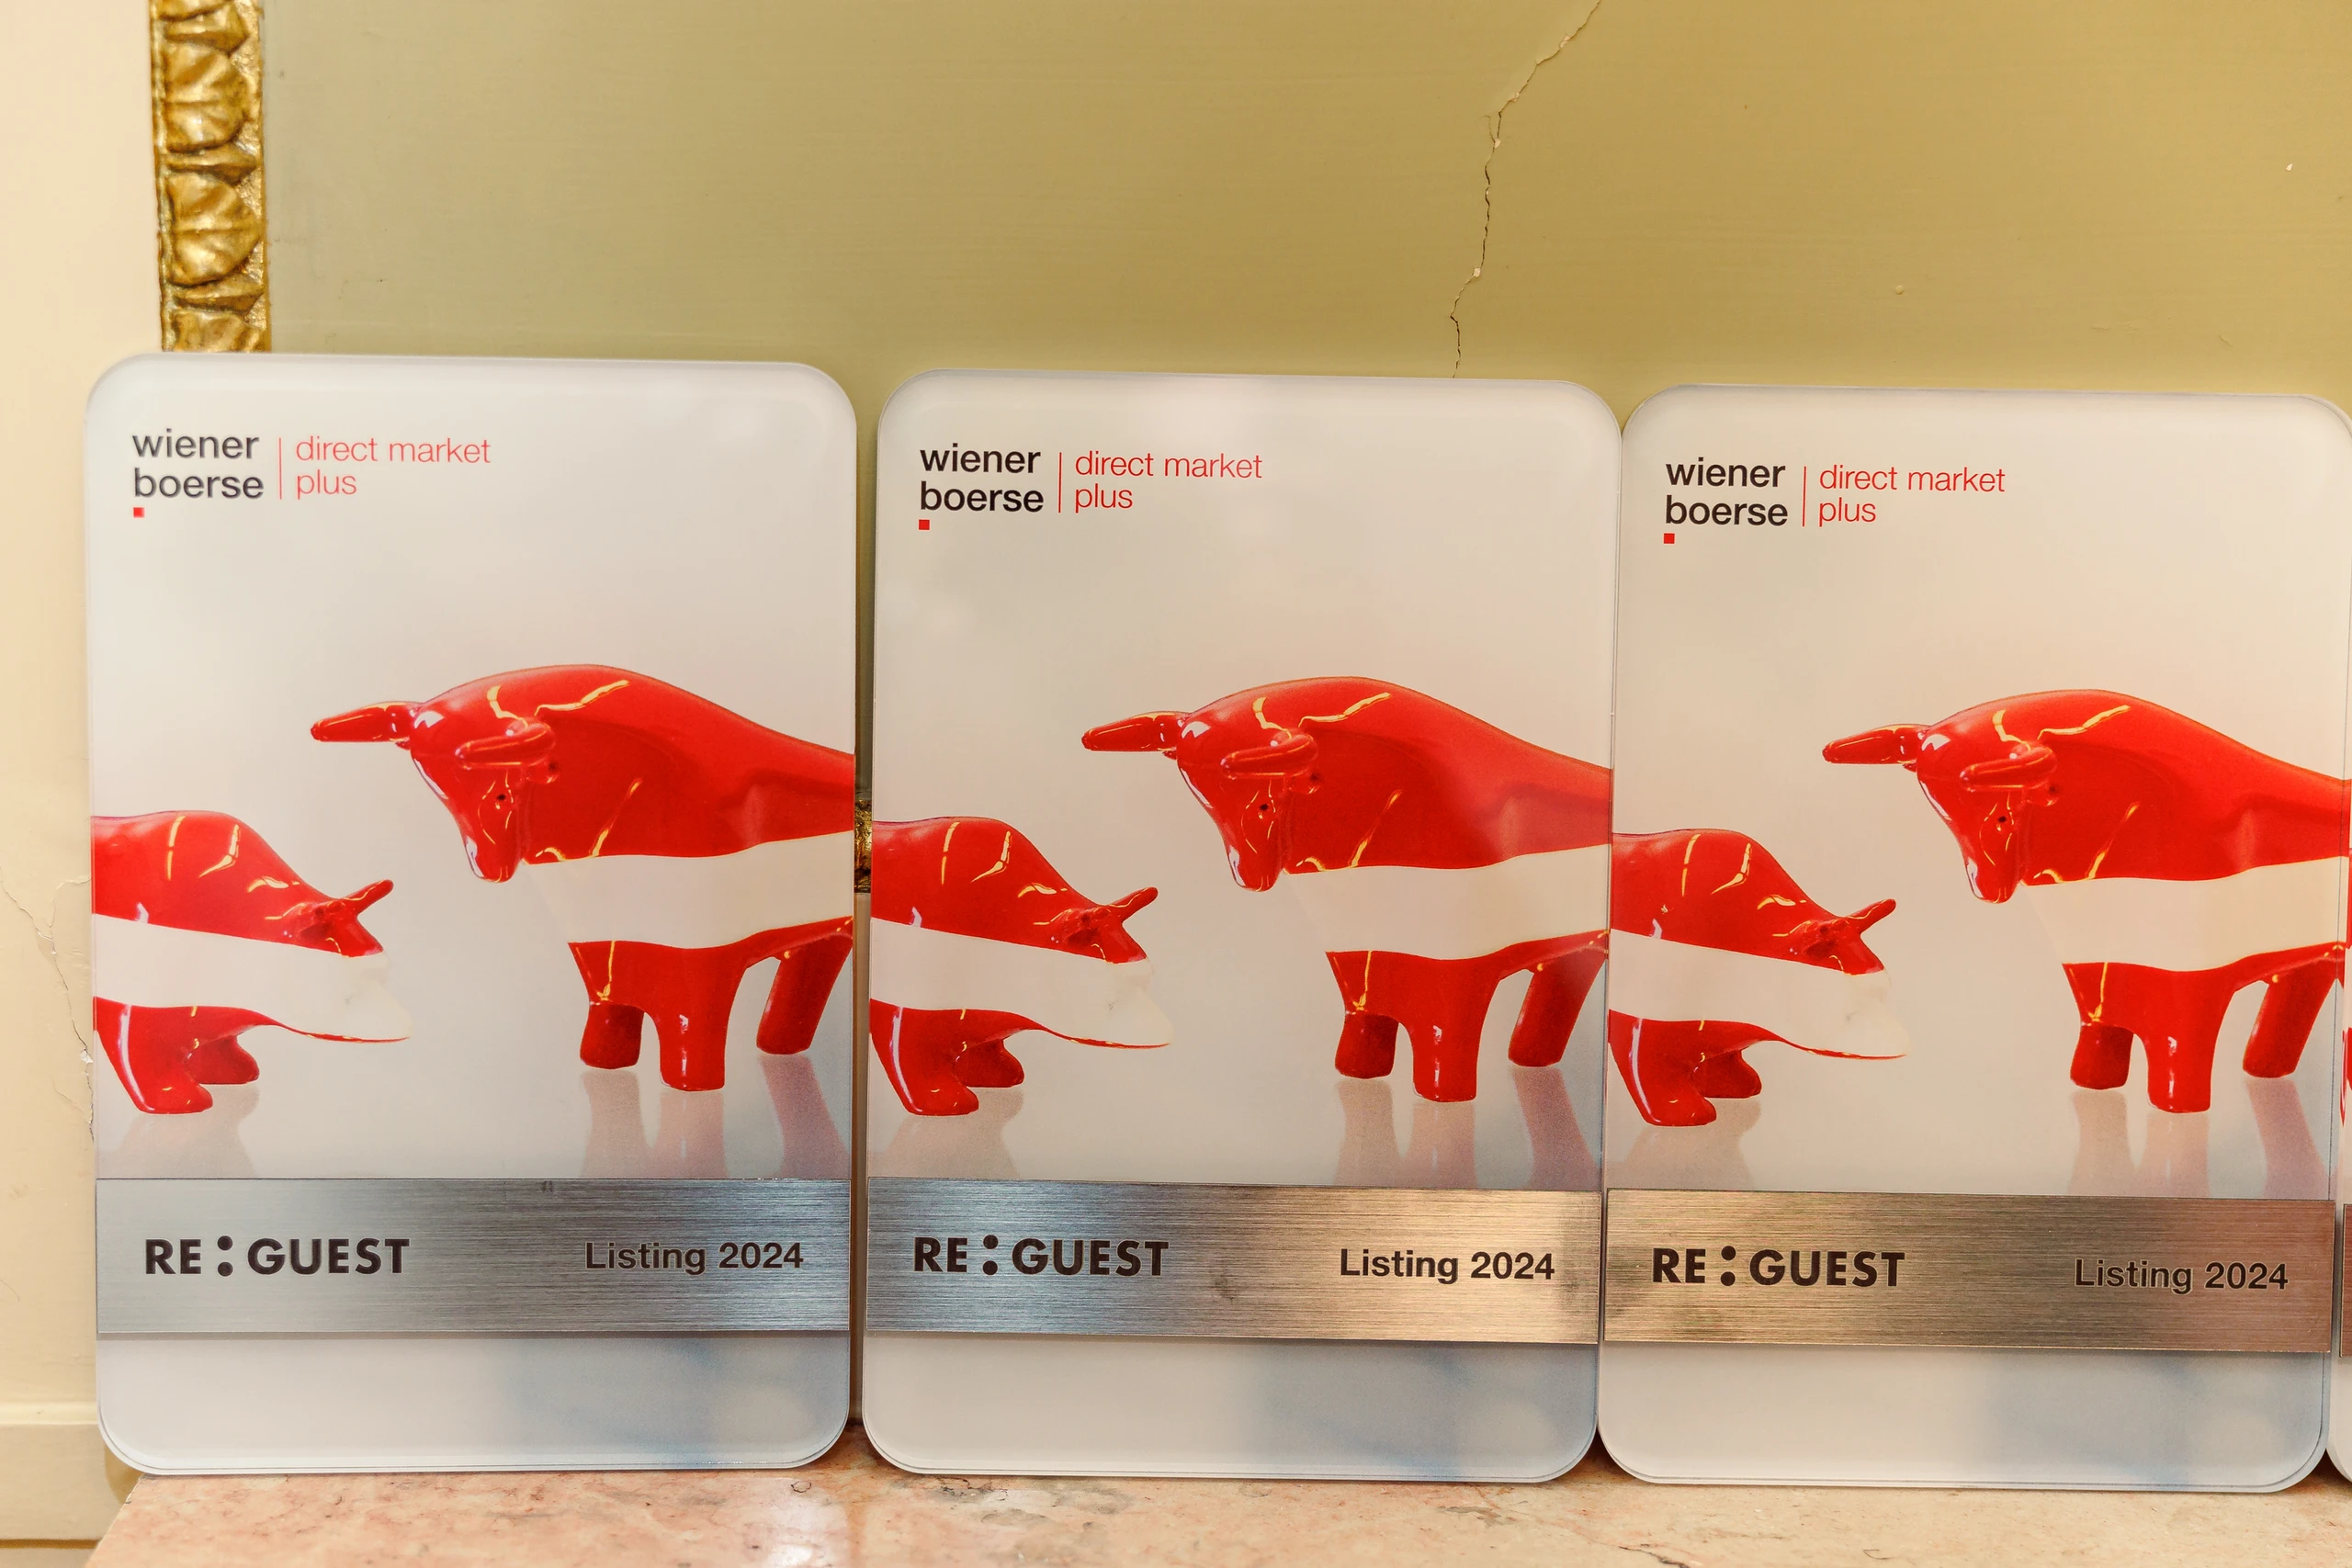 wiener
boerse
direct market
plus
RE:GUEST
Listing 2024
wiener
boerse
direct market
plus
RE:GUEST
Listing 2024
wiener
boerse
direct market
plus
RE:GUEST
Listing 2024